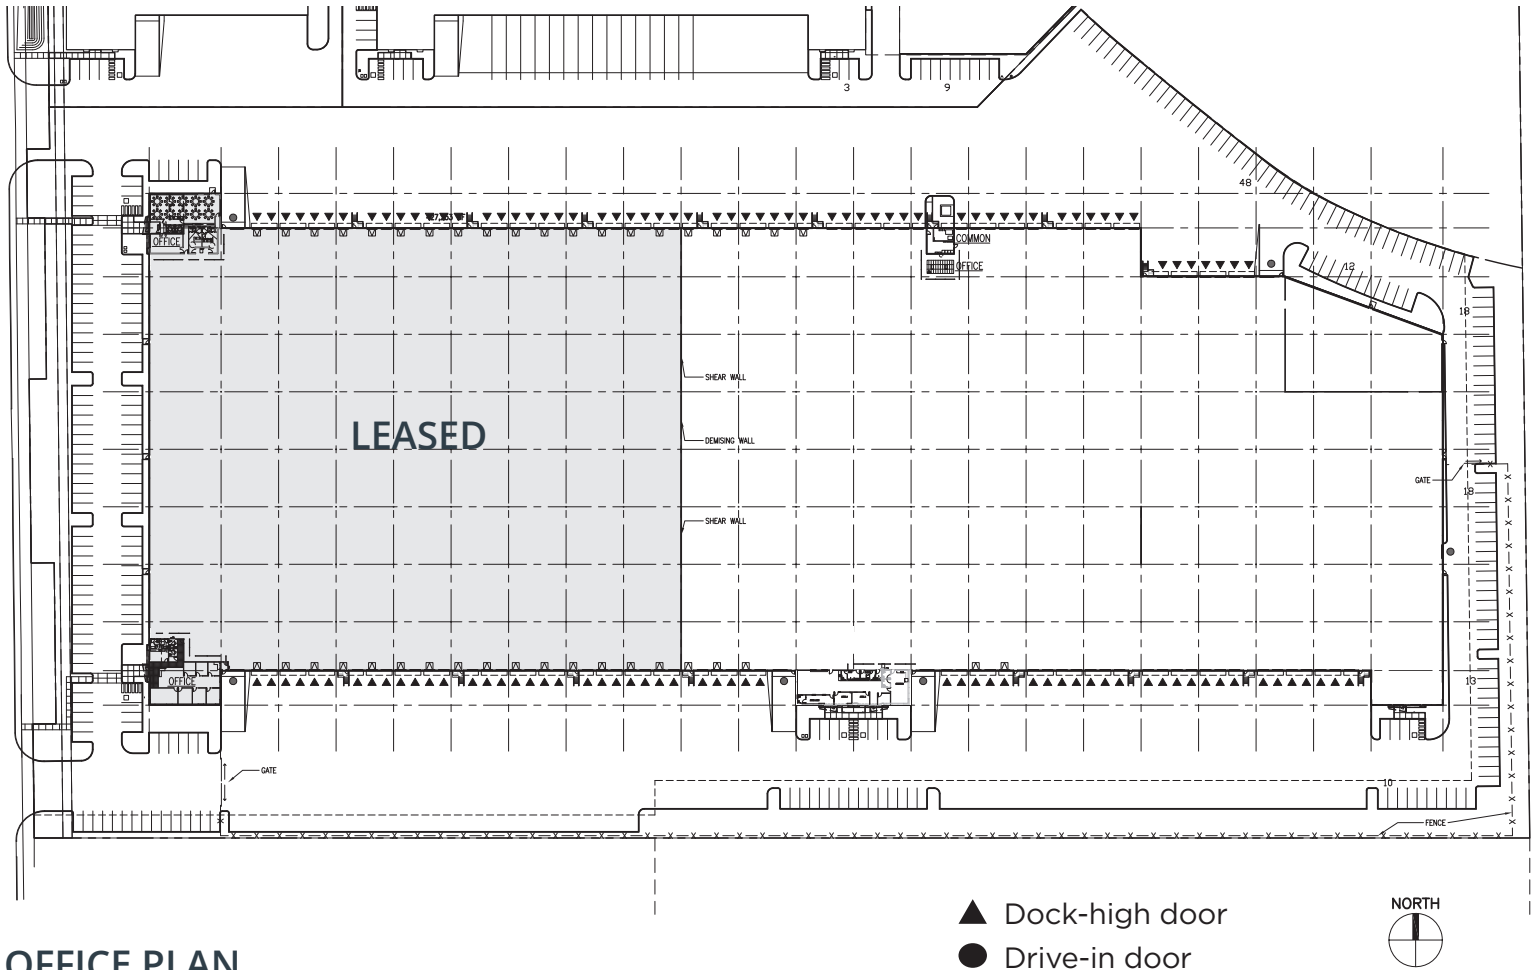 3
9
48
OFFICE
COMMON
OFFICE
12
18
SHEAR WALL
LEASED
DEMISING WALL
GATE
18
SHEAR WALL
OFFICE
13
GATE
10
FENCE
NORTH
Dock-high door
Drive-in door
OFFICE PLAN